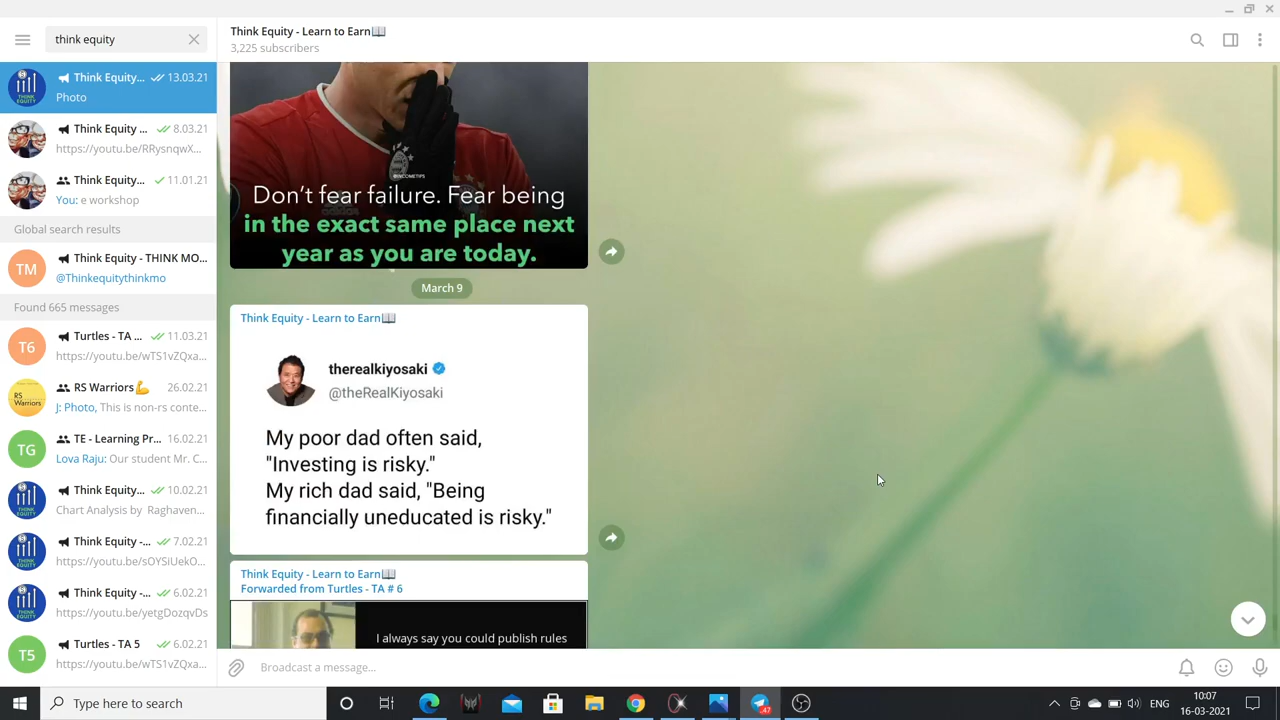 think equity
Think Equity - Learn to Earn
3,225 subscribers
Think Equity... 13.03.21
Photo
Think Equity ... 8.03.21
https://youtu.be/RRysnqwX...
Think Equity... 11.01.21
You: e workshop
Global search results
TM
Think Equity - THINK MO...
@Thinkequitythinkmo
Found 665 messages
T6
Turtles - TA ... 11.03.21
https://youtu.be/wTS1vZQxa...
RS Warriors 26.02.21
J: Photo, This is non-rs conte...
TG
TE - Learning Pr... 16.02.21
Lova Raju: Our student Mr. C...
Think Equity... 10.02.21
Chart Analysis by Raghaven...
Think Equity -... 7.02.21
https://youtu.be/sOYSiUekO...
Think Equity -... 6.02.21
https://youtu.be/yetgDozqvDs
T5
Turtles - TA 5 6.02.21
https://youtu.be/wTS1vZQxa...
@INCOMETIPS
Don't fear failure. Fear being
in the exact same place next
year as you are today.
March 9
Think Equity - Learn to Earn
therealkiyosaki
@theRealKiyosaki
My poor dad often said,
"Investing is risky."
My rich dad said, "Being
financially uneducated is risky."
Think Equity - Learn to Earn
Forwarded from Turtles - TA # 6
I always say you could publish rules
Broadcast a message...
Type here to search
10:07
16-03-2021